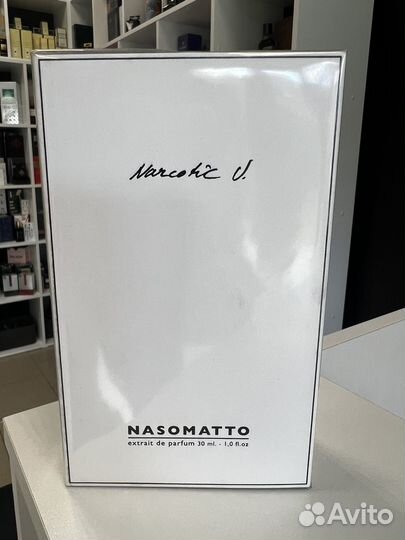 Narcotic V.
NASOMATTO
extrait de parfum 30 ml. - 1,0 fl.oz
Avito